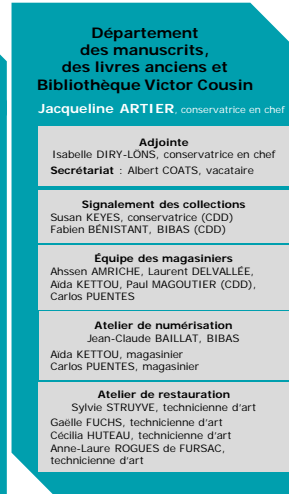 Département
des manuscrits,
des livres anciens et
Bibliothèque Victor Cousin
Jacqueline ARTIER, conservatrice en chef
Adjointe
Isabelle DIRY-LONS, conservatrice en chef
Secrétariat : Albert COATS, vacataire
Signalement des collections
Susan KEYES, conservatrice (CDD)
Fabien BÉNISTANT, BIBAS (CDD)
Équipe des magasiniers
Ahssen AMRICHE, Laurent DELVALLÉE,
Aïda KETTOU, Paul MAGOUTIER (CDD),
Carlos PUENTES
Atelier de numérisation
Jean-Claude BAILLAT, BIBAS
Aïda KETTOU, magasinier
Carlos PUENTES, magasinier
Atelier de restauration
Sylvie STRUYVE, technicienne d'art
Gaëlle FUCHS, technicienne d'art
Cécilia HUTEAU, technicienne d'art
Anne-Laure ROGUES de FURSAC,
technicienne d'art